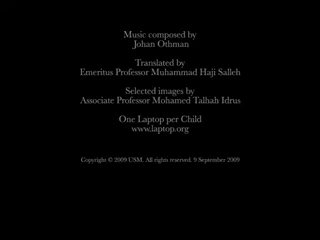 Music composed by
Johan Othman
Translated by
Emeritus Professor Muhammad Haji Salleh
Selected images by
Associate Professor Mohamed Talhah Idrus
One Laptop per Child
www.laptop.org
Copyright © 2009 USM. All rights reserved. 9 September 2009